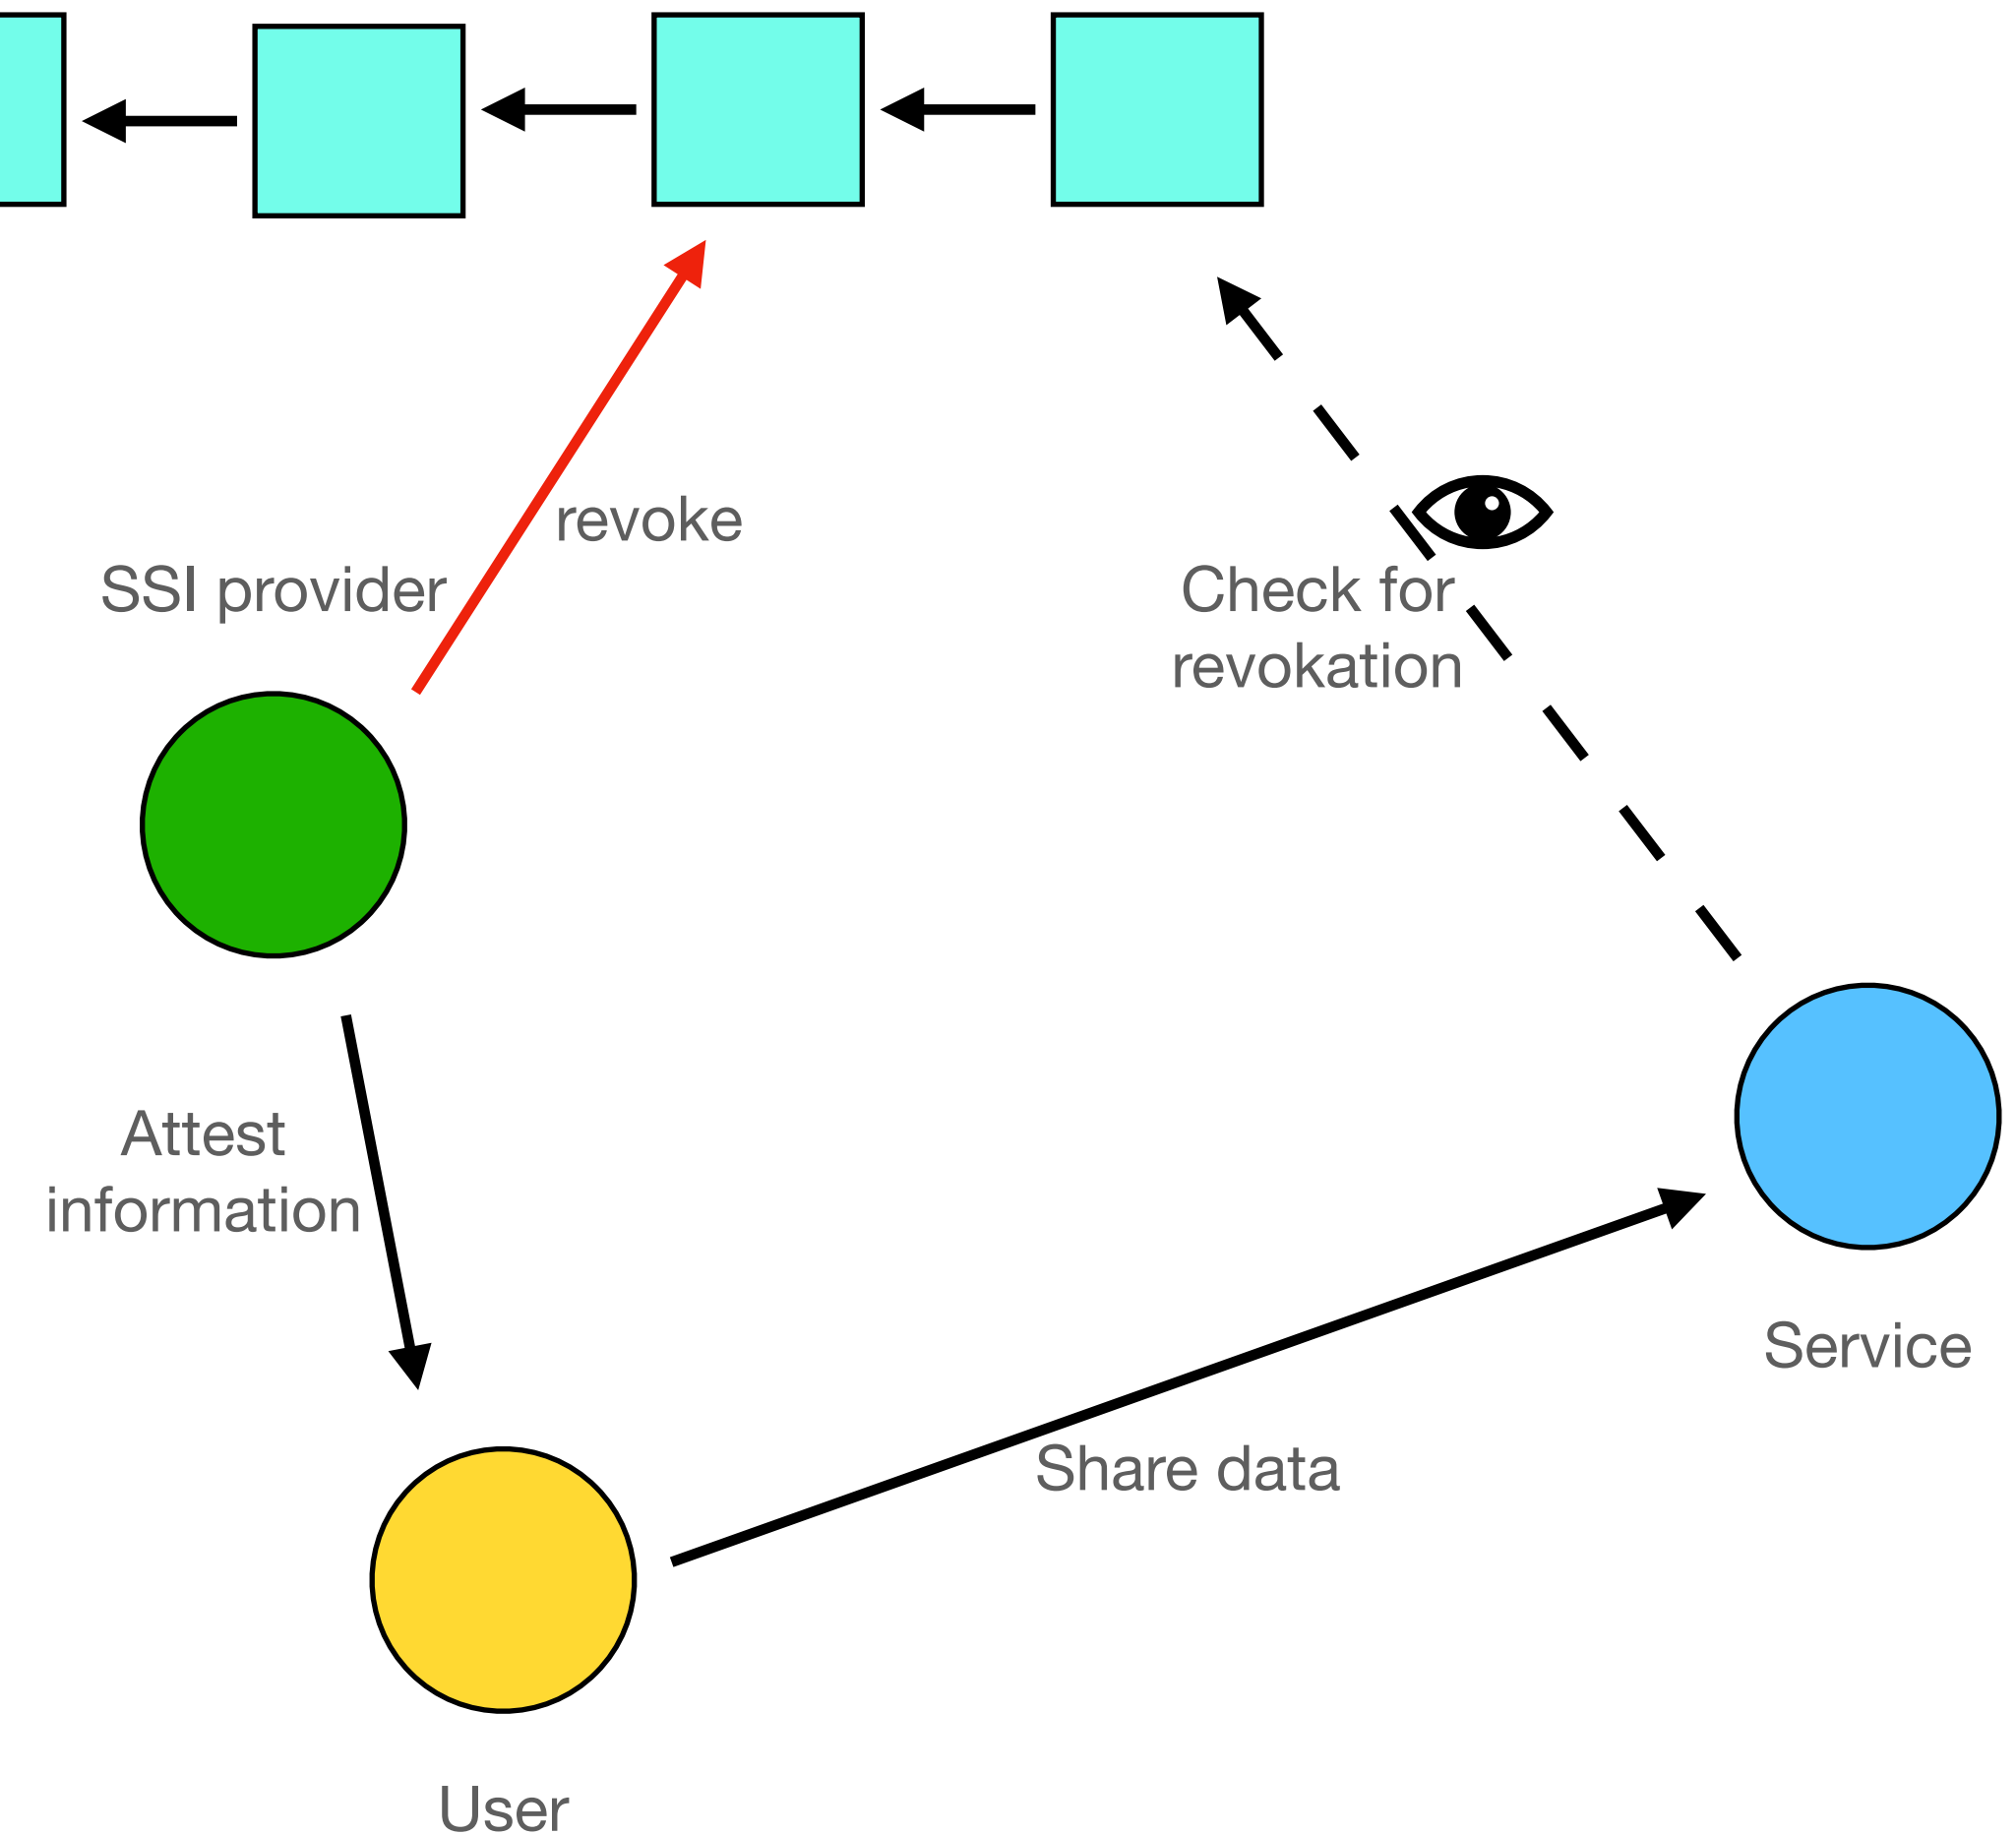 revoke
SSI provider
Check for
revokation
Attest
information
Service
Share data
User